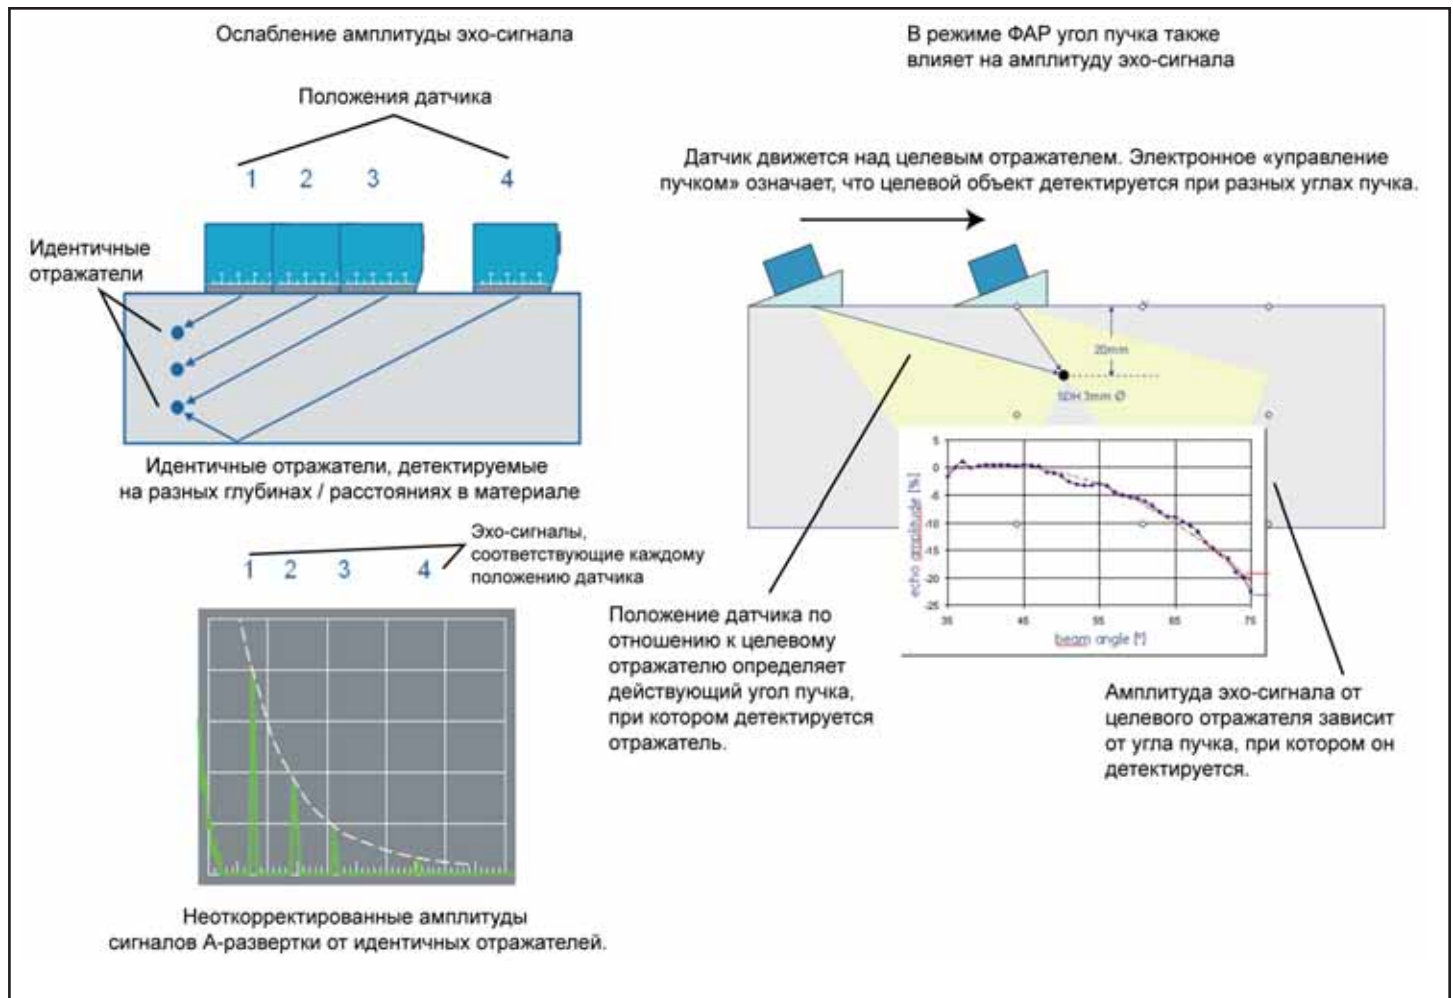 Ослабление амплитуды эхо-сигнала
Положения датчика
1 2 3 4
Идентичные
отражатели
Идентичные отражатели, детектируемые
на разных глубинах / расстояниях в материале
Эхо-сигналы,
соответствующие каждому
положению датчика
1 2 3 4
Неоткорректированные амплитуды
сигналов А-развертки от идентичных отражателей.
В режиме ФАР угол пучка также
влияет на амплитуду эхо-сигнала
Датчик движется над целевым отражателем. Электронное «управление
пучком» означает, что целевой объект детектируется при разных углах пучка.
20mm
SDH 3mm Ø
echo amplitude [%]
5
0
-5
-10
-15
-20
-25
35 45 55 65 75
beam angle [°]
Положение датчика по
отношению к целевому
отражателю определяет
действующий угол пучка,
при котором детектируется
отражатель.
Амплитуда эхо-сигнала от
целевого отражателя зависит
от угла пучка, при котором он
детектируется.